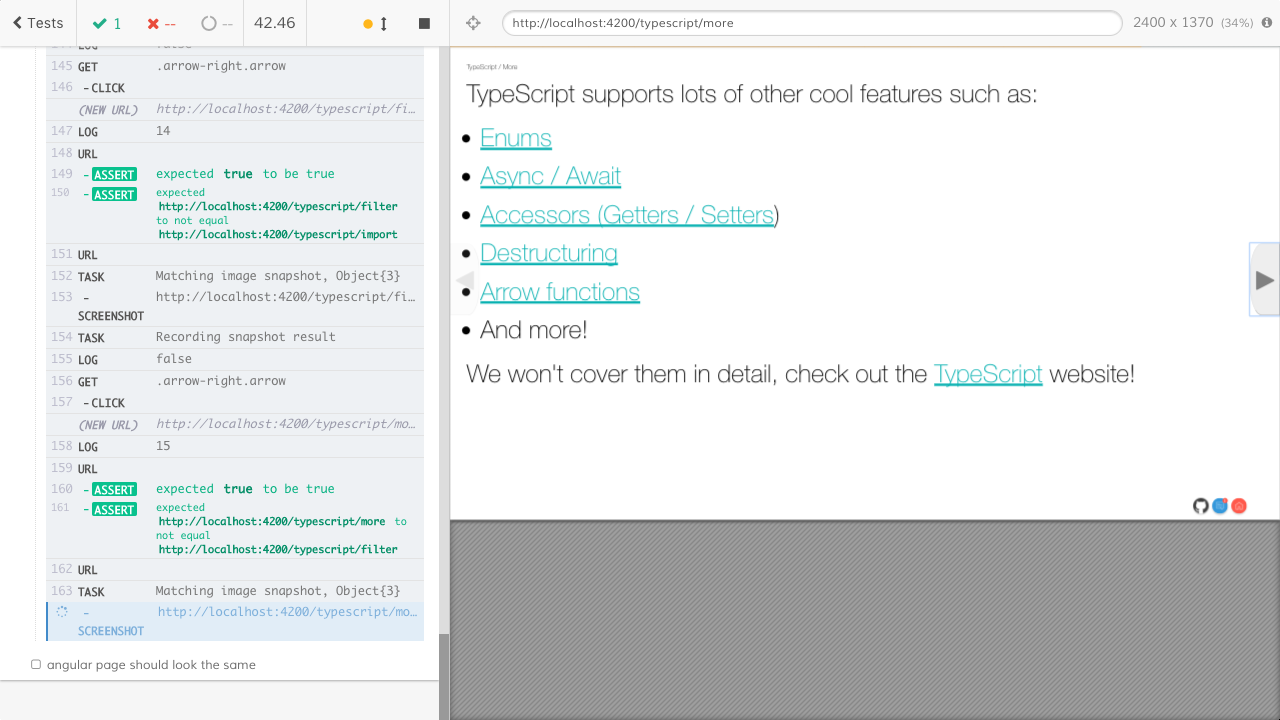 Tests
1
--
--
42.46
http://localhost:4200/typescript/more
2400 x 1370 (34%)
LOG false
145 GET .arrow-right.arrow
146 -CLICK
(NEW URL) http://localhost:4200/typescript/fi…
147 LOG 14
148 URL
149 -ASSERT expected true to be true
150 -ASSERT expected
http://localhost:4200/typescript/filter
to not equal
http://localhost:4200/typescript/import
151 URL
152 TASK Matching image snapshot, Object{3}
153 - http://localhost:4200/typescript/fi…
SCREENSHOT
154 TASK Recording snapshot result
155 LOG false
156 GET .arrow-right.arrow
157 -CLICK
(NEW URL) http://localhost:4200/typescript/mo…
158 LOG 15
159 URL
160 -ASSERT expected true to be true
161 -ASSERT expected
http://localhost:4200/typescript/more to
not equal
http://localhost:4200/typescript/filter
162 URL
163 TASK Matching image snapshot, Object{3}
- http://localhost:4200/typescript/mo…
SCREENSHOT
angular page should look the same
TypeScript / More
TypeScript supports lots of other cool features such as:
Enums
Async / Await
Accessors (Getters / Setters)
Destructuring
Arrow functions
And more!
We won't cover them in detail, check out the TypeScript website!